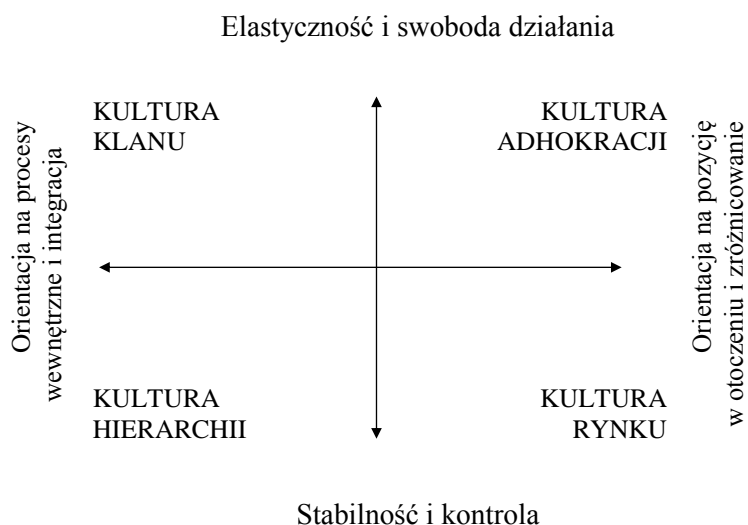 Elastyczność i swoboda działania
KULTURA
KLANU
KULTURA
ADHOKRACJI
Orientacja na procesy
wewnętrzne i integracja
Orientacja na pozycję
w otoczeniu i zróżnicowanie
KULTURA
HIERARCHII
KULTURA
RYNKU
Stabilność i kontrola